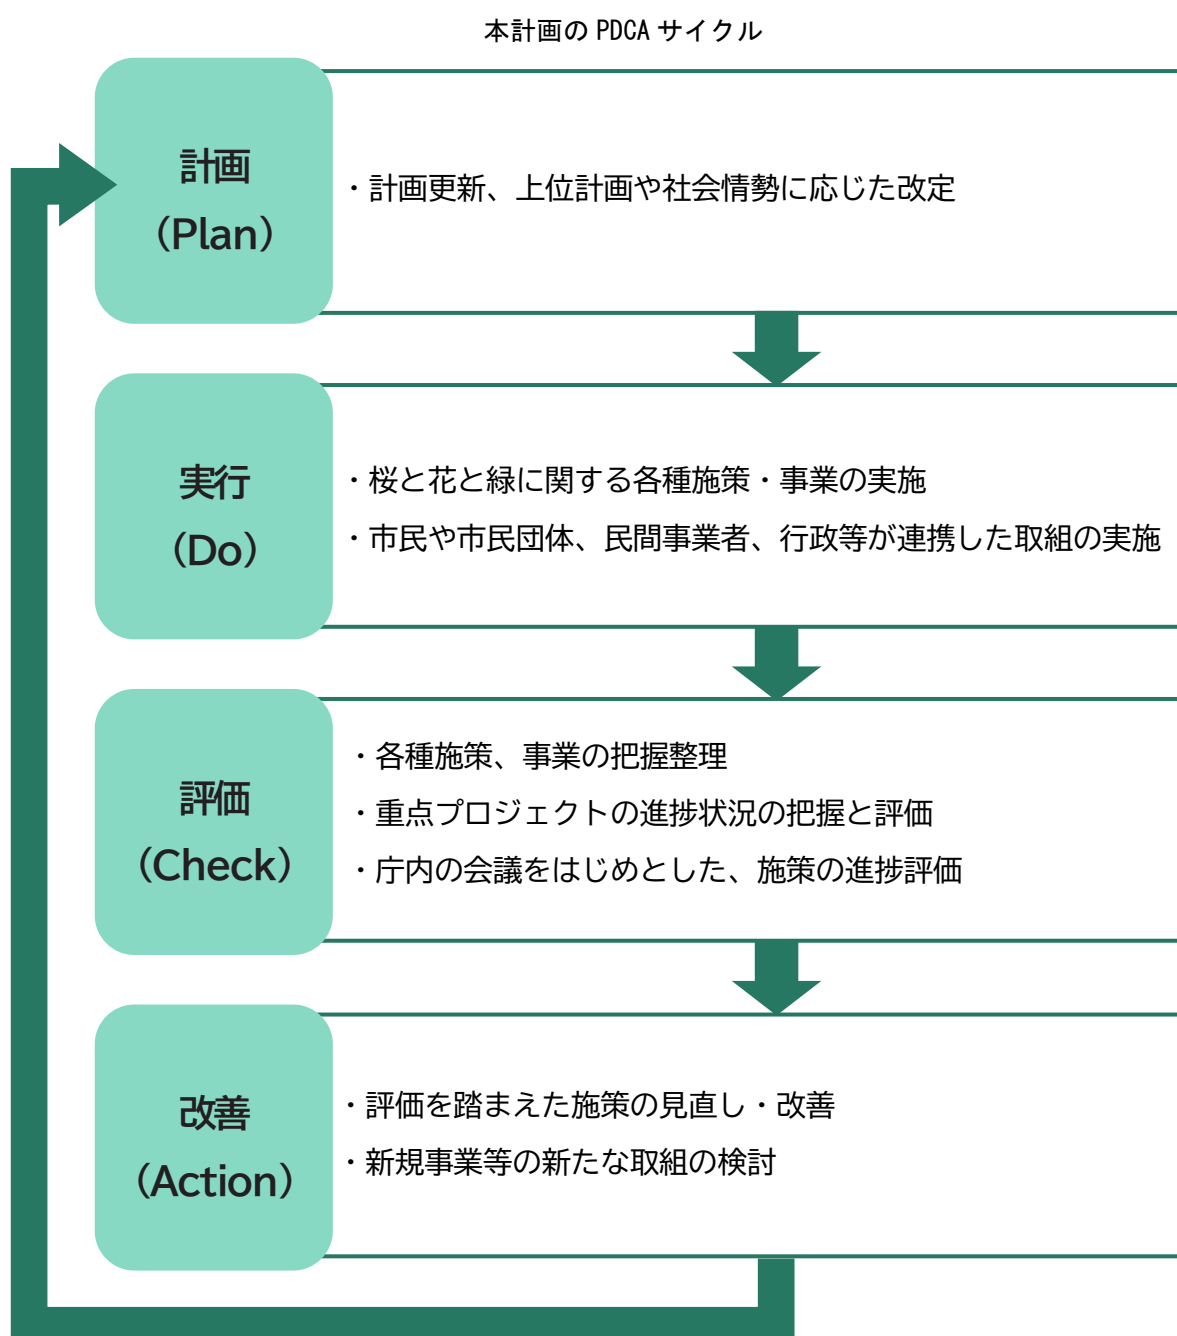 本計画の PDCA サイクル
計画
（Plan）
・計画更新、上位計画や社会情勢に応じた改定
実行
（Do）
・桜と花と緑に関する各種施策・事業の実施
・市民や市民団体、民間事業者、行政等が連携した取組の実施
評価
（Check）
・各種施策、事業の把握整理
・重点プロジェクトの進捗状況の把握と評価
・庁内の会議をはじめとした、施策の進捗評価
改善
（Action）
・評価を踏まえた施策の見直し・改善
・新規事業等の新たな取組の検討